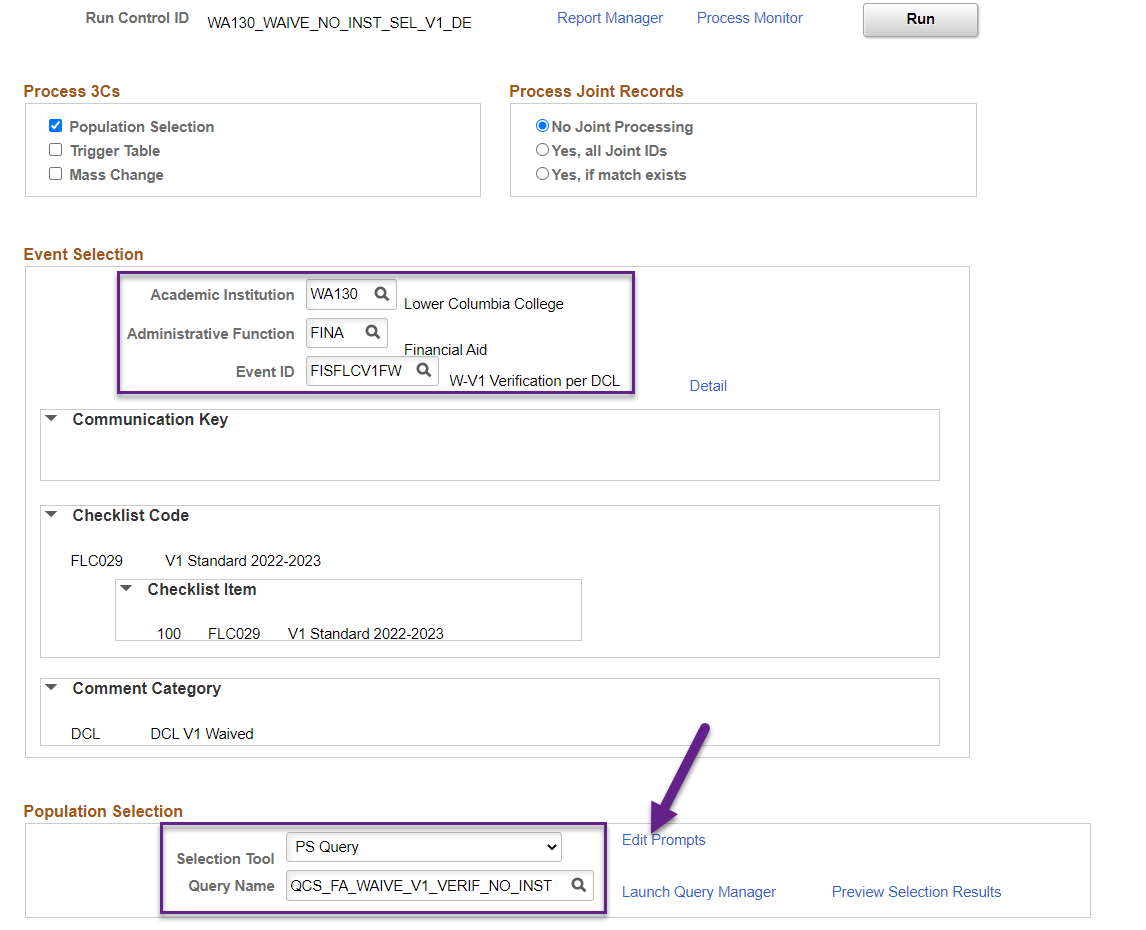 Run Control ID WA130_WAIVE_NO_INST_SEL_V1_DE Report Manager Process Monitor Run
Process 3Cs
Population Selection
Trigger Table
Mass Change
Process Joint Records
No Joint Processing
Yes, all Joint IDs
Yes, if match exists
Event Selection
Academic Institution WA130 Lower Columbia College
Administrative Function FINA Financial Aid
Event ID FISFLCV1FW W-V1 Verification per DCL Detail
Communication Key
Checklist Code
FLC029 V1 Standard 2022-2023
Checklist Item
100 FLC029 V1 Standard 2022-2023
Comment Category
DCL DCL V1 Waived
Population Selection
Selection Tool PS Query Edit Prompts
Query Name QCS_FA_WAIVE_V1_VERIF_NO_INST Launch Query Manager Preview Selection Results